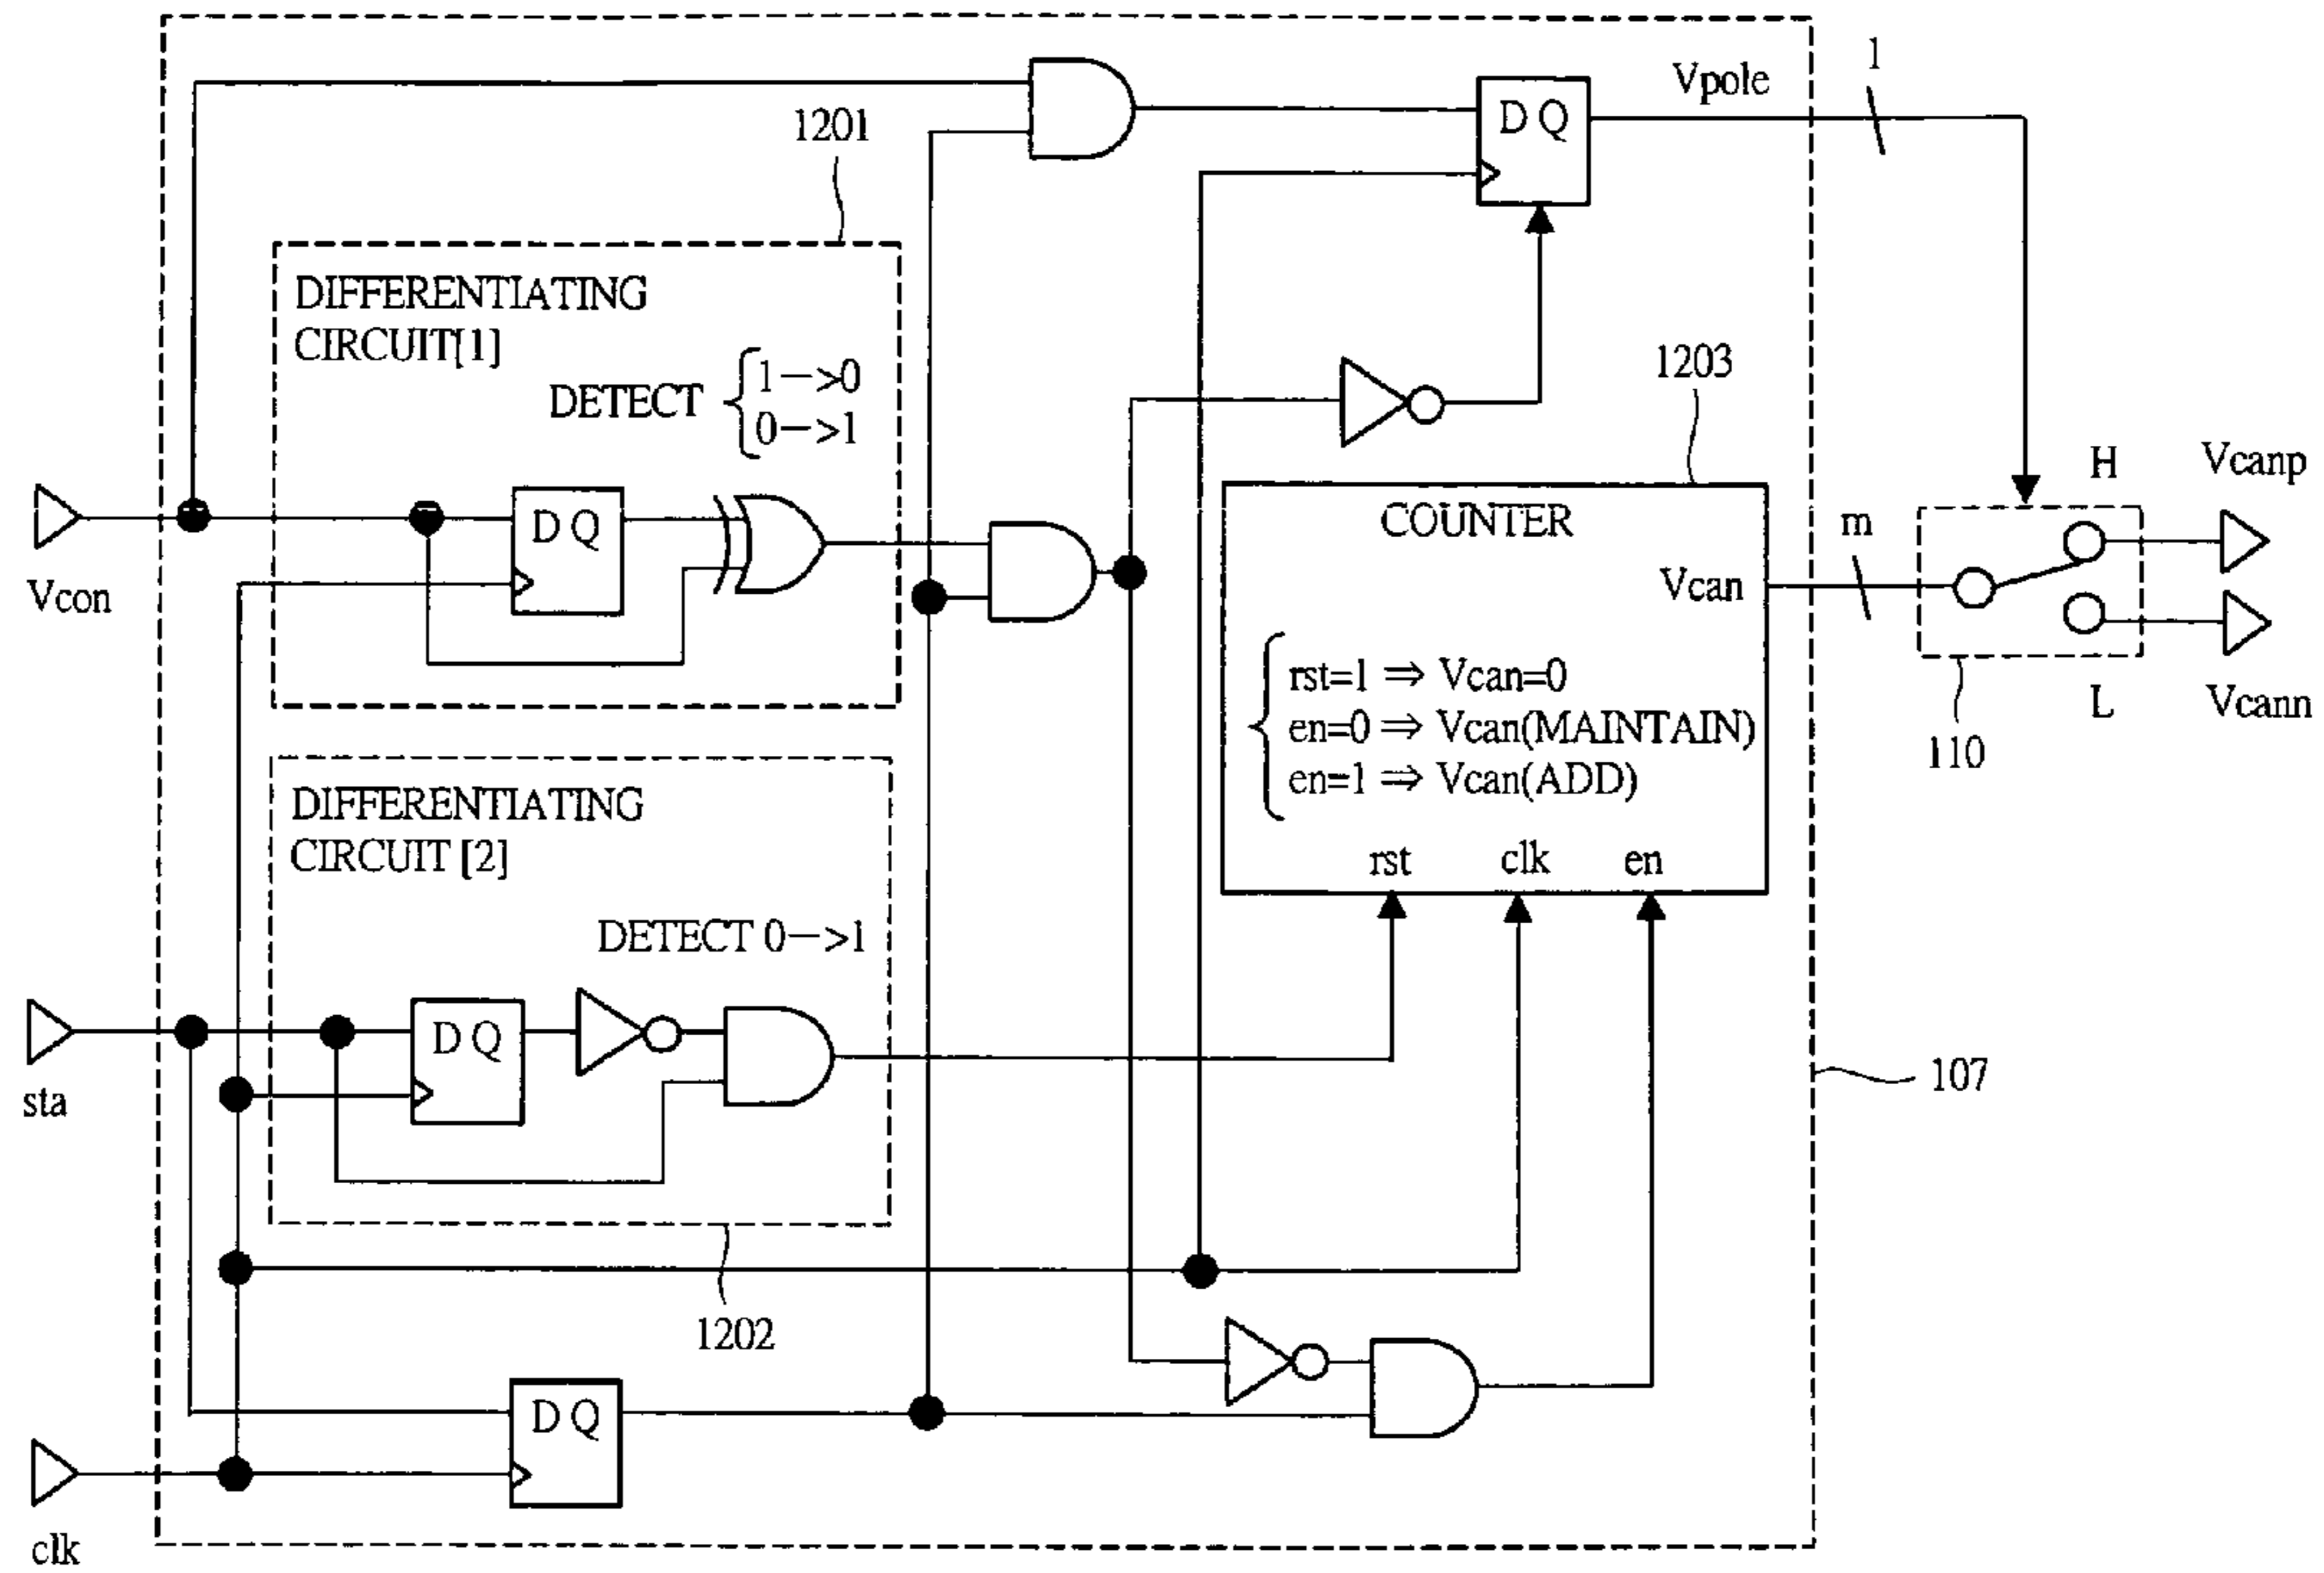 1
Vpole
D Q
1201
DIFFERENTIATING
CIRCUIT[1]
DETECT { 1-->0
0-->1
1203
COUNTER
H
Vcanp
D Q
m
Vcan
Vcon
rst=1 ⇒ Vcan=0
en=0 ⇒ Vcan(MAINTAIN)
en=1 ⇒ Vcan(ADD)
L
Vcann
110
DIFFERENTIATING
CIRCUIT [2]
rst clk en
DETECT 0-->1
D Q
sta
107
1202
D Q
clk